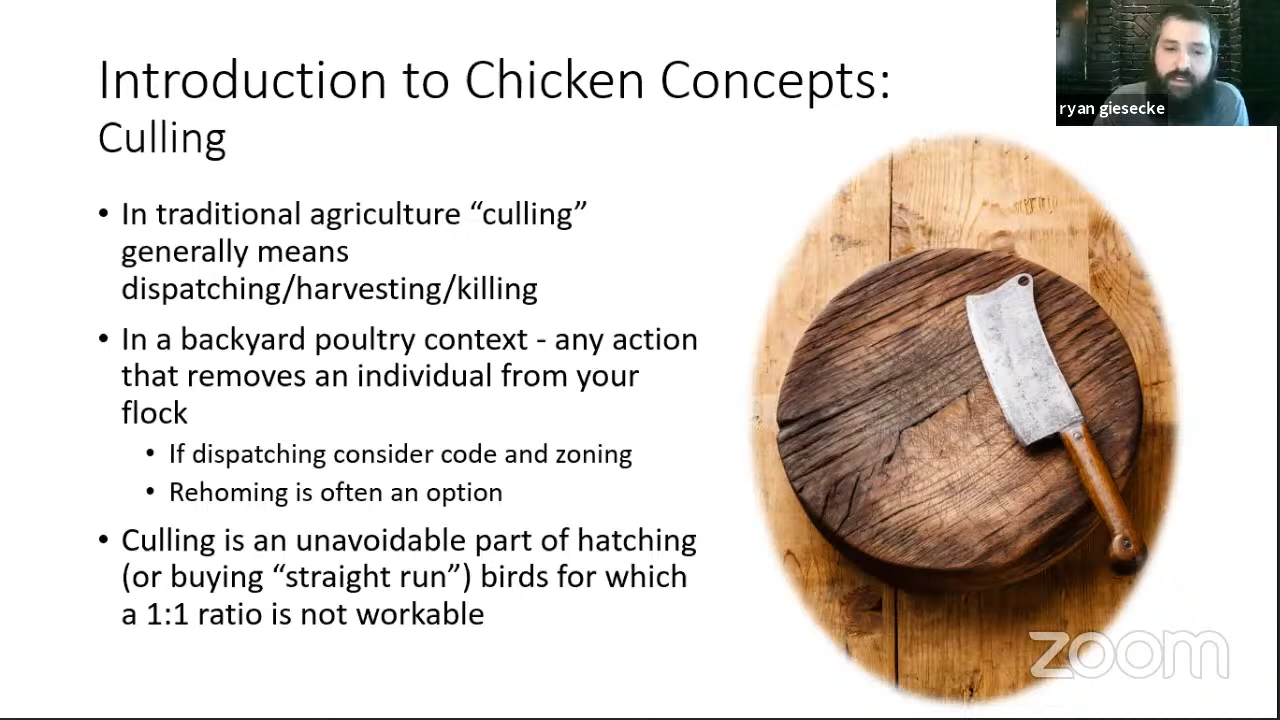 Introduction to Chicken Concepts:
Culling
• In traditional agriculture “culling”
generally means
dispatching/harvesting/killing
• In a backyard poultry context - any action
that removes an individual from your
flock
• If dispatching consider code and zoning
• Rehoming is often an option
• Culling is an unavoidable part of hatching
(or buying “straight run”) birds for which
a 1:1 ratio is not workable
ryan giesecke
zoom